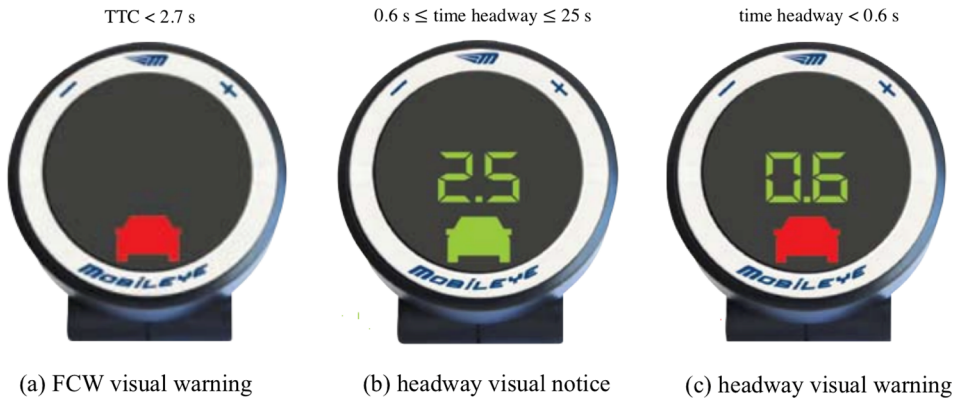 TTC < 2.7 s
0.6 s ≤ time headway ≤ 25 s
time headway < 0.6 s
− +
− +
− +
2.5
0.6
MOBILEYE
MOBILEYE
MOBILEYE
(a) FCW visual warning
(b) headway visual notice
(c) headway visual warning